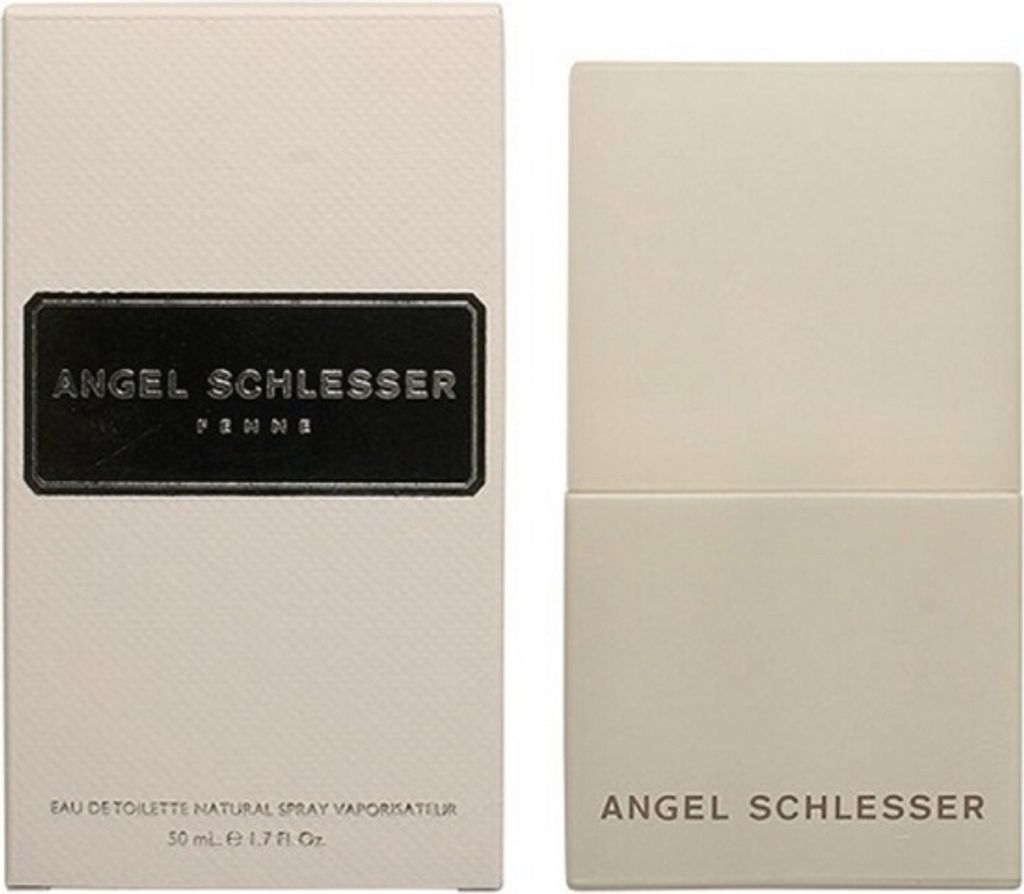 ANGEL SCHLESSER
FEMME
EAU DE TOILETTE NATURAL SPRAY VAPORISATEUR
50 mL. ℮ 1.7 Fl. Oz.
ANGEL SCHLESSER